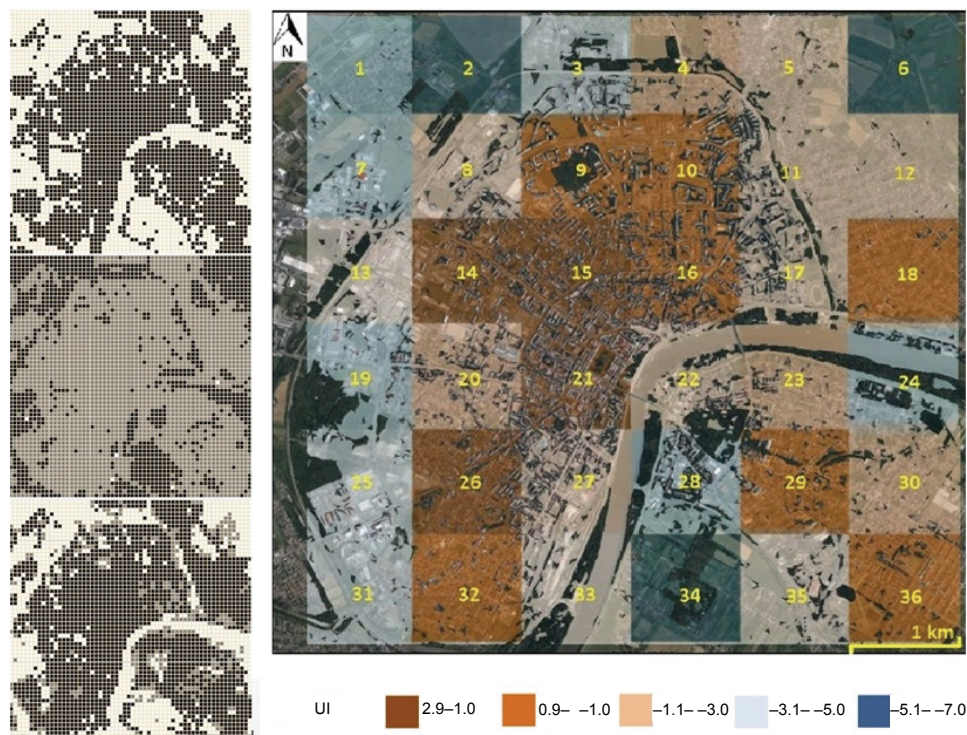 N
1 2 3 4 5 6
7 8 9 10 11 12
13 14 15 16 17 18
19 20 21 22 23 24
25 26 27 28 29 30
31 32 33 34 35 36
1 km
UI 2.9–1.0 0.9– –1.0 –1.1– –3.0 –3.1– –5.0 –5.1– –7.0